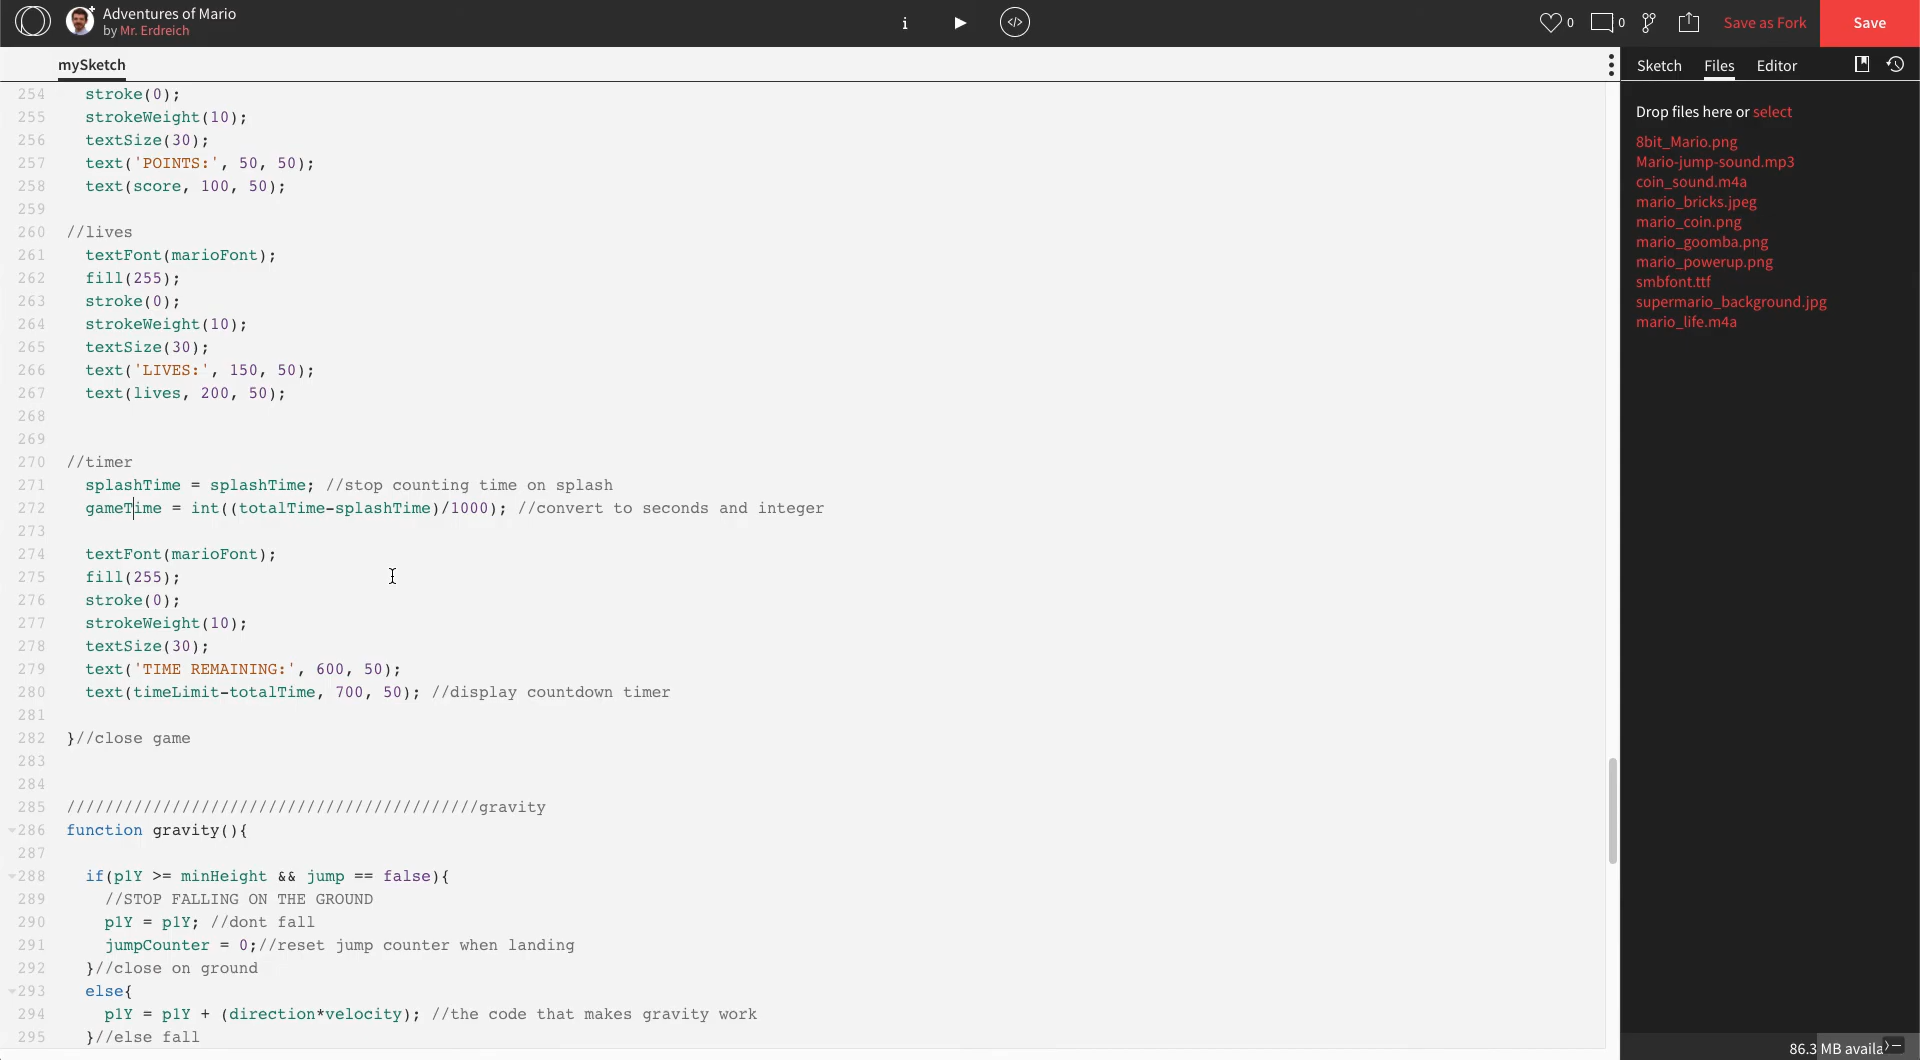 Adventures of Mario
by Mr. Erdreich
i
</>
0
0
Save as Fork
Save
mySketch
Sketch
Files
Editor
254 stroke(0);
255 strokeWeight(10);
256 textSize(30);
257 text('POINTS:', 50, 50);
258 text(score, 100, 50);
259
260 //lives
261 textFont(marioFont);
262 fill(255);
263 stroke(0);
264 strokeWeight(10);
265 textSize(30);
266 text('LIVES:', 150, 50);
267 text(lives, 200, 50);
268
269
270 //timer
271 splashTime = splashTime; //stop counting time on splash
272 gameTime = int((totalTime-splashTime)/1000); //convert to seconds and integer
273
274 textFont(marioFont);
275 fill(255);
276 stroke(0);
277 strokeWeight(10);
278 textSize(30);
279 text('TIME REMAINING:', 600, 50);
280 text(timeLimit-totalTime, 700, 50); //display countdown timer
281
282 }//close game
283
284
285 ///////////////////////////////////////////gravity
286 function gravity(){
287
288 if(p1Y >= minHeight && jump == false){
289 //STOP FALLING ON THE GROUND
290 p1Y = p1Y; //dont fall
291 jumpCounter = 0;//reset jump counter when landing
292 }//close on ground
293 else{
294 p1Y = p1Y + (direction*velocity); //the code that makes gravity work
295 }//else fall
Drop files here or select
8bit_Mario.png
Mario-jump-sound.mp3
coin_sound.m4a
mario_bricks.jpeg
mario_coin.png
mario_goomba.png
mario_powerup.png
smbfont.ttf
supermario_background.jpg
mario_life.m4a
86.3 MB availa